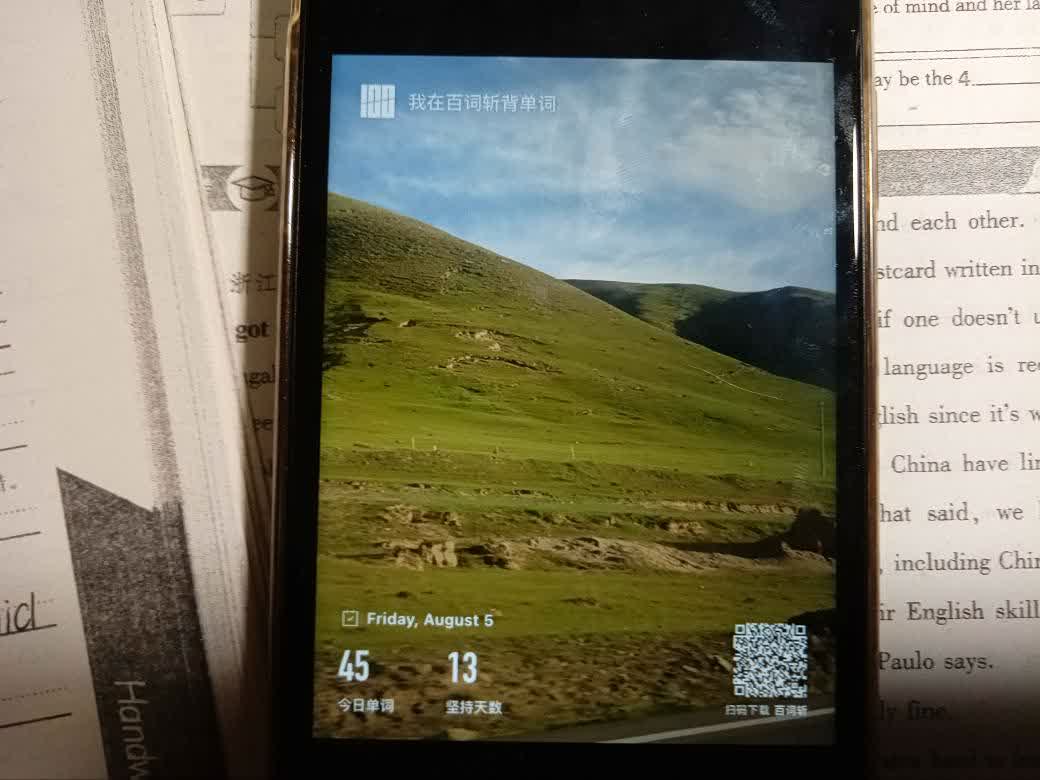 of mind and her
ay be the 4.
100 我在百词斩背单词
nd each other.
stcard written in
浙江
if one doesn't u
got
language is re
glish since it's w
China have lin
hat said, we
, including Chin
ir English skill
Friday, August 5
45 13
今日单词 坚持天数
扫码下载 百词斩
Paulo says.
ly fine.
Handw